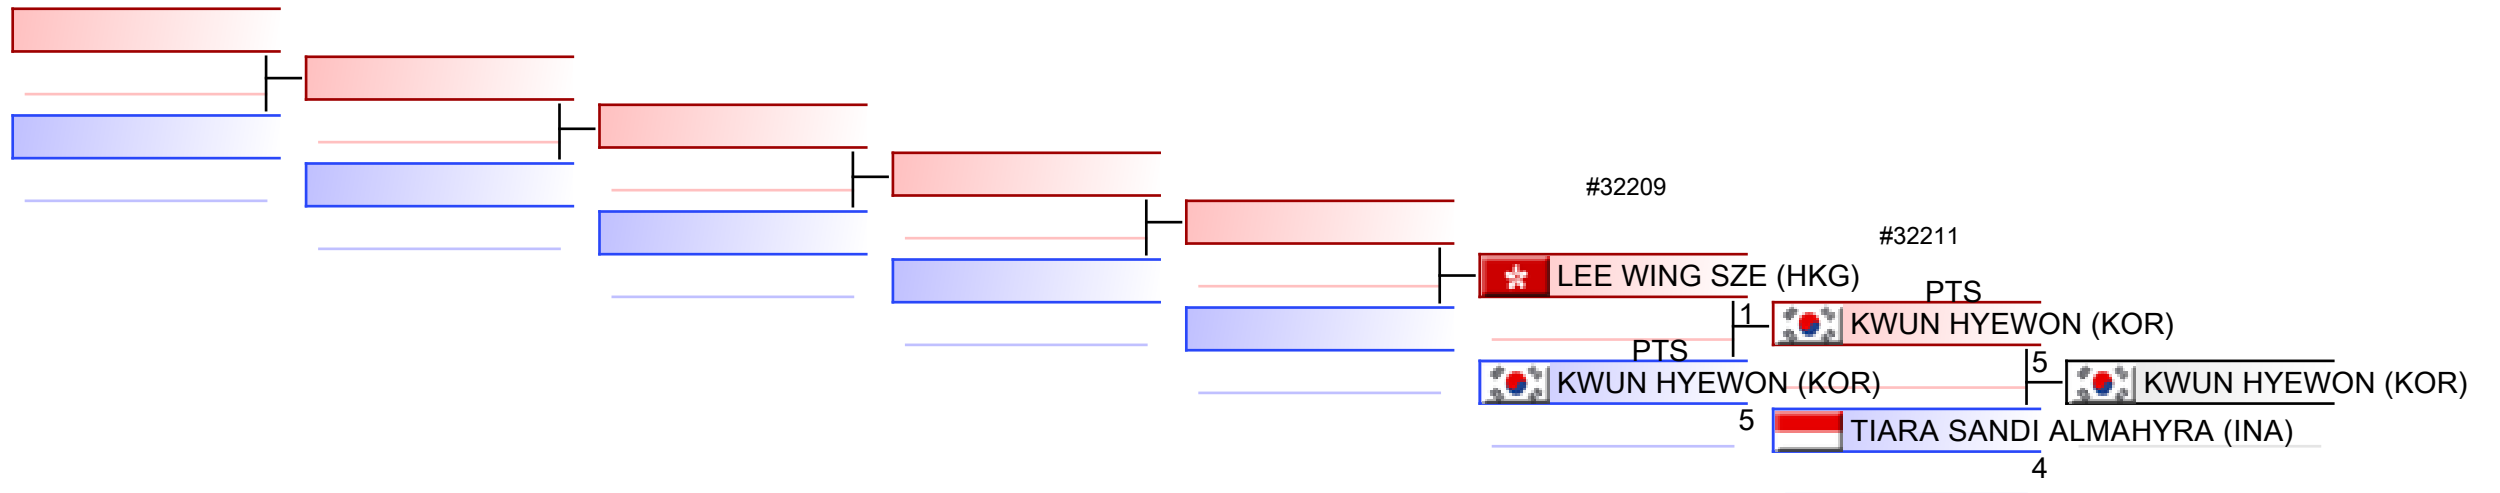 #32209
#32211
LEE WING SZE (HKG)
PTS
1
KWUN HYEWON (KOR)
PTS
5
KWUN HYEWON (KOR)
KWUN HYEWON (KOR)
5
TIARA SANDI ALMAHYRA (INA)
4